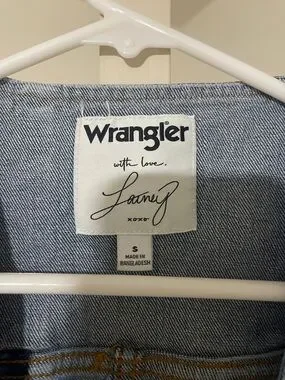 Wrangler
with love,
Lainey
xoxo
S
MADE IN
BANGLADESH